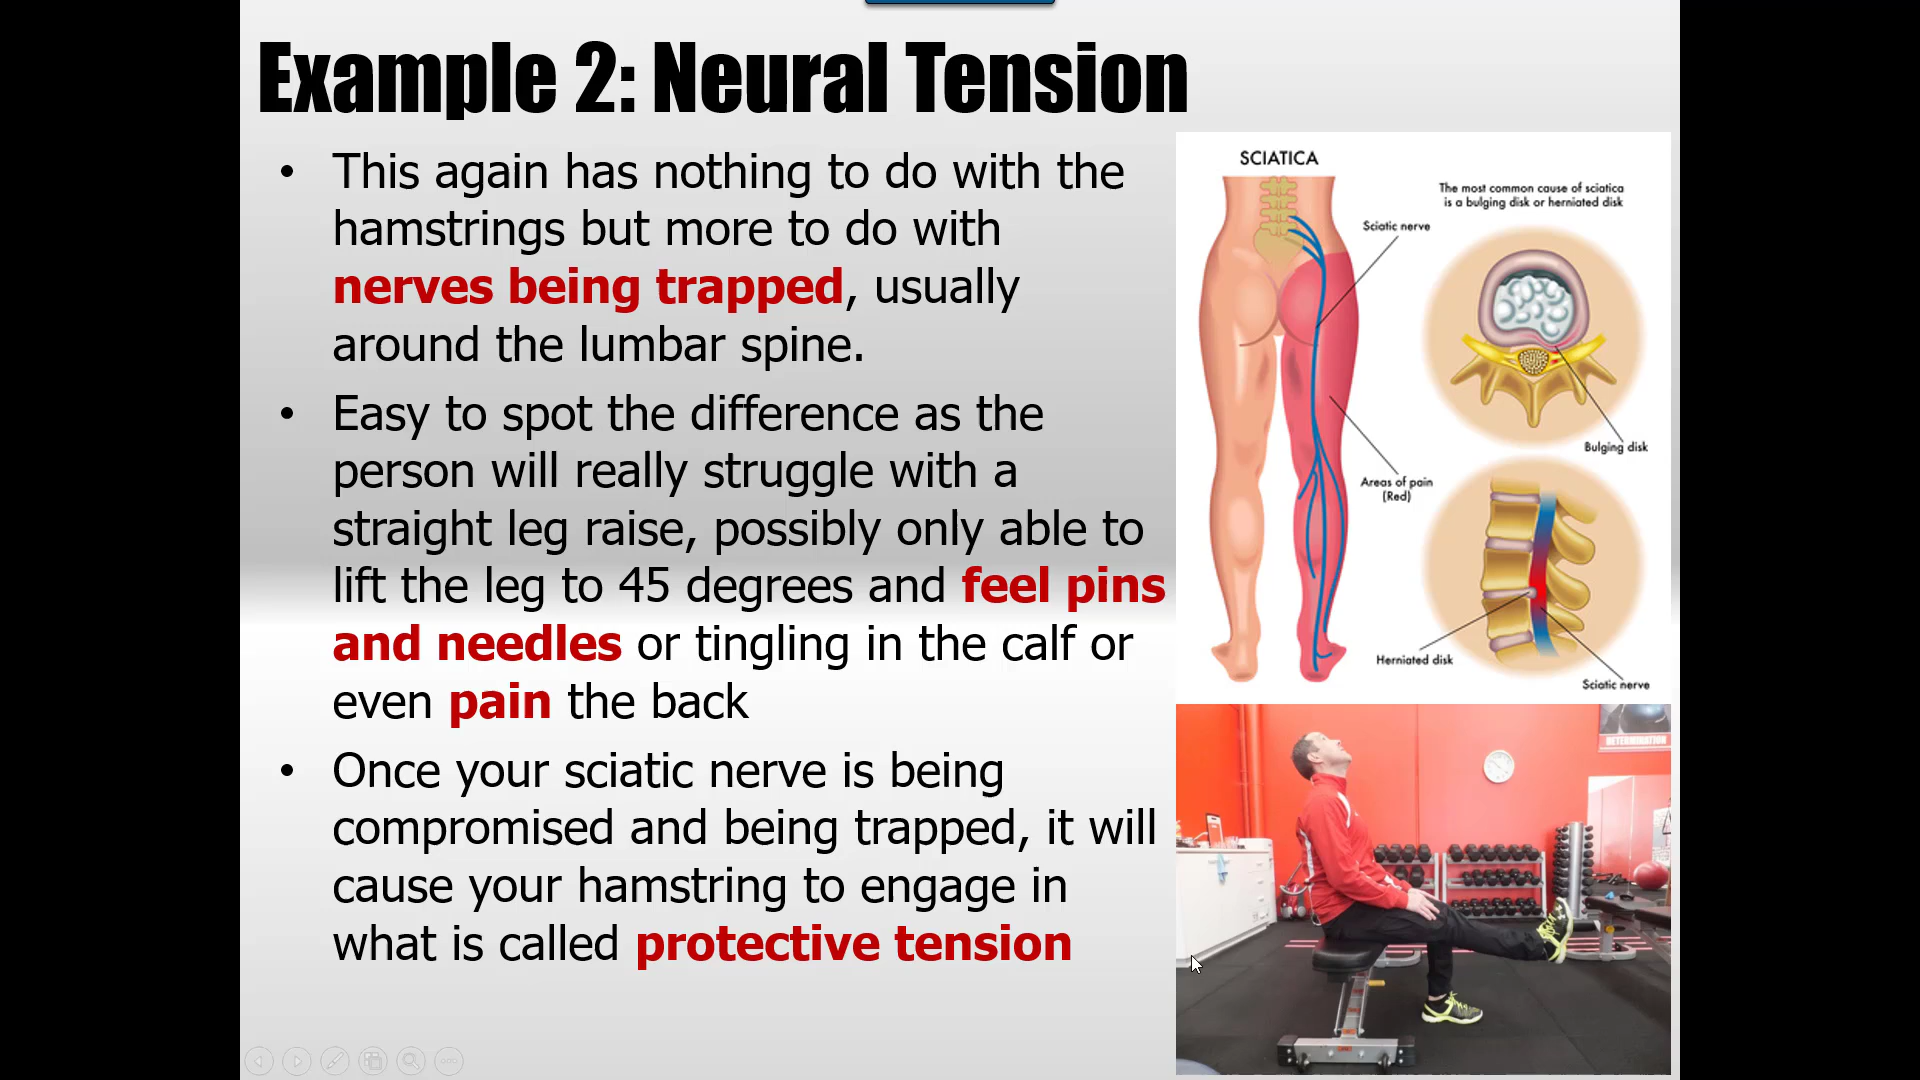 Example 2: Neural Tension
• This again has nothing to do with the
hamstrings but more to do with
nerves being trapped, usually
around the lumbar spine.
• Easy to spot the difference as the
person will really struggle with a
straight leg raise, possibly only able to
lift the leg to 45 degrees and feel pins
and needles or tingling in the calf or
even pain the back
• Once your sciatic nerve is being
compromised and being trapped, it will
cause your hamstring to engage in
what is called protective tension
SCIATICA
The most common cause of sciatica
is a bulging disk or herniated disk
Sciatic nerve
Bulging disk
Areas of pain
(Red)
Herniated disk
Sciatic nerve
DETERMINATION